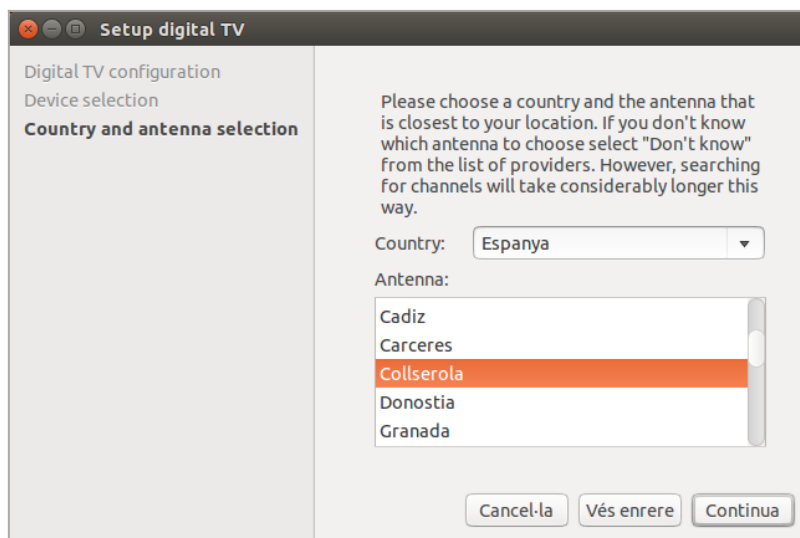 Setup digital TV
Digital TV configuration
Device selection
Country and antenna selection
Please choose a country and the antenna that
is closest to your location. If you don't know
which antenna to choose select "Don't know"
from the list of providers. However, searching
for channels will take considerably longer this
way.
Country: Espanya
Antenna:
Cadiz
Carceres
Collserola
Donostia
Granada
Cancel·la Vés enrere Continua